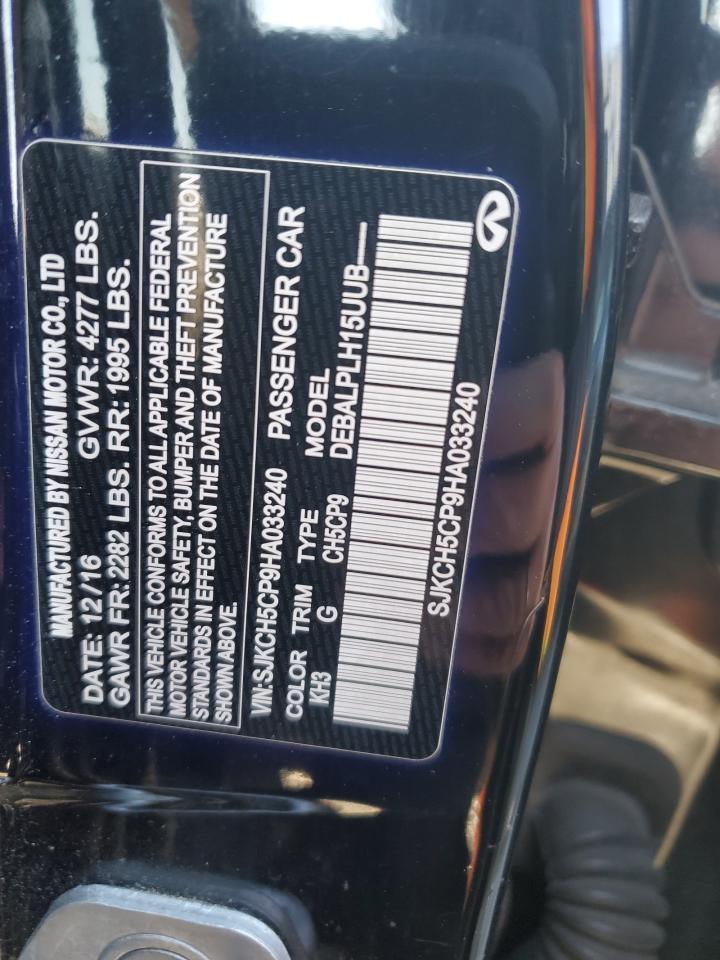 MANUFACTURED BY NISSAN MOTOR CO., LTD
DATE: 12/16 GVWR: 4277 LBS.
GAWR FR: 2282 LBS. RR: 1995 LBS.
THIS VEHICLE CONFORMS TO ALL APPLICABLE FEDERAL
MOTOR VEHICLE SAFETY, BUMPER AND THEFT PREVENTION
STANDARDS IN EFFECT ON THE DATE OF MANUFACTURE
SHOWN ABOVE.
VIN: SJKCH5CP9HA033240 PASSENGER CAR
COLOR TRIM TYPE MODEL
KH3 G CH5CP9 DEBALPLH15UUB-----
SJKCH5CP9HA033240